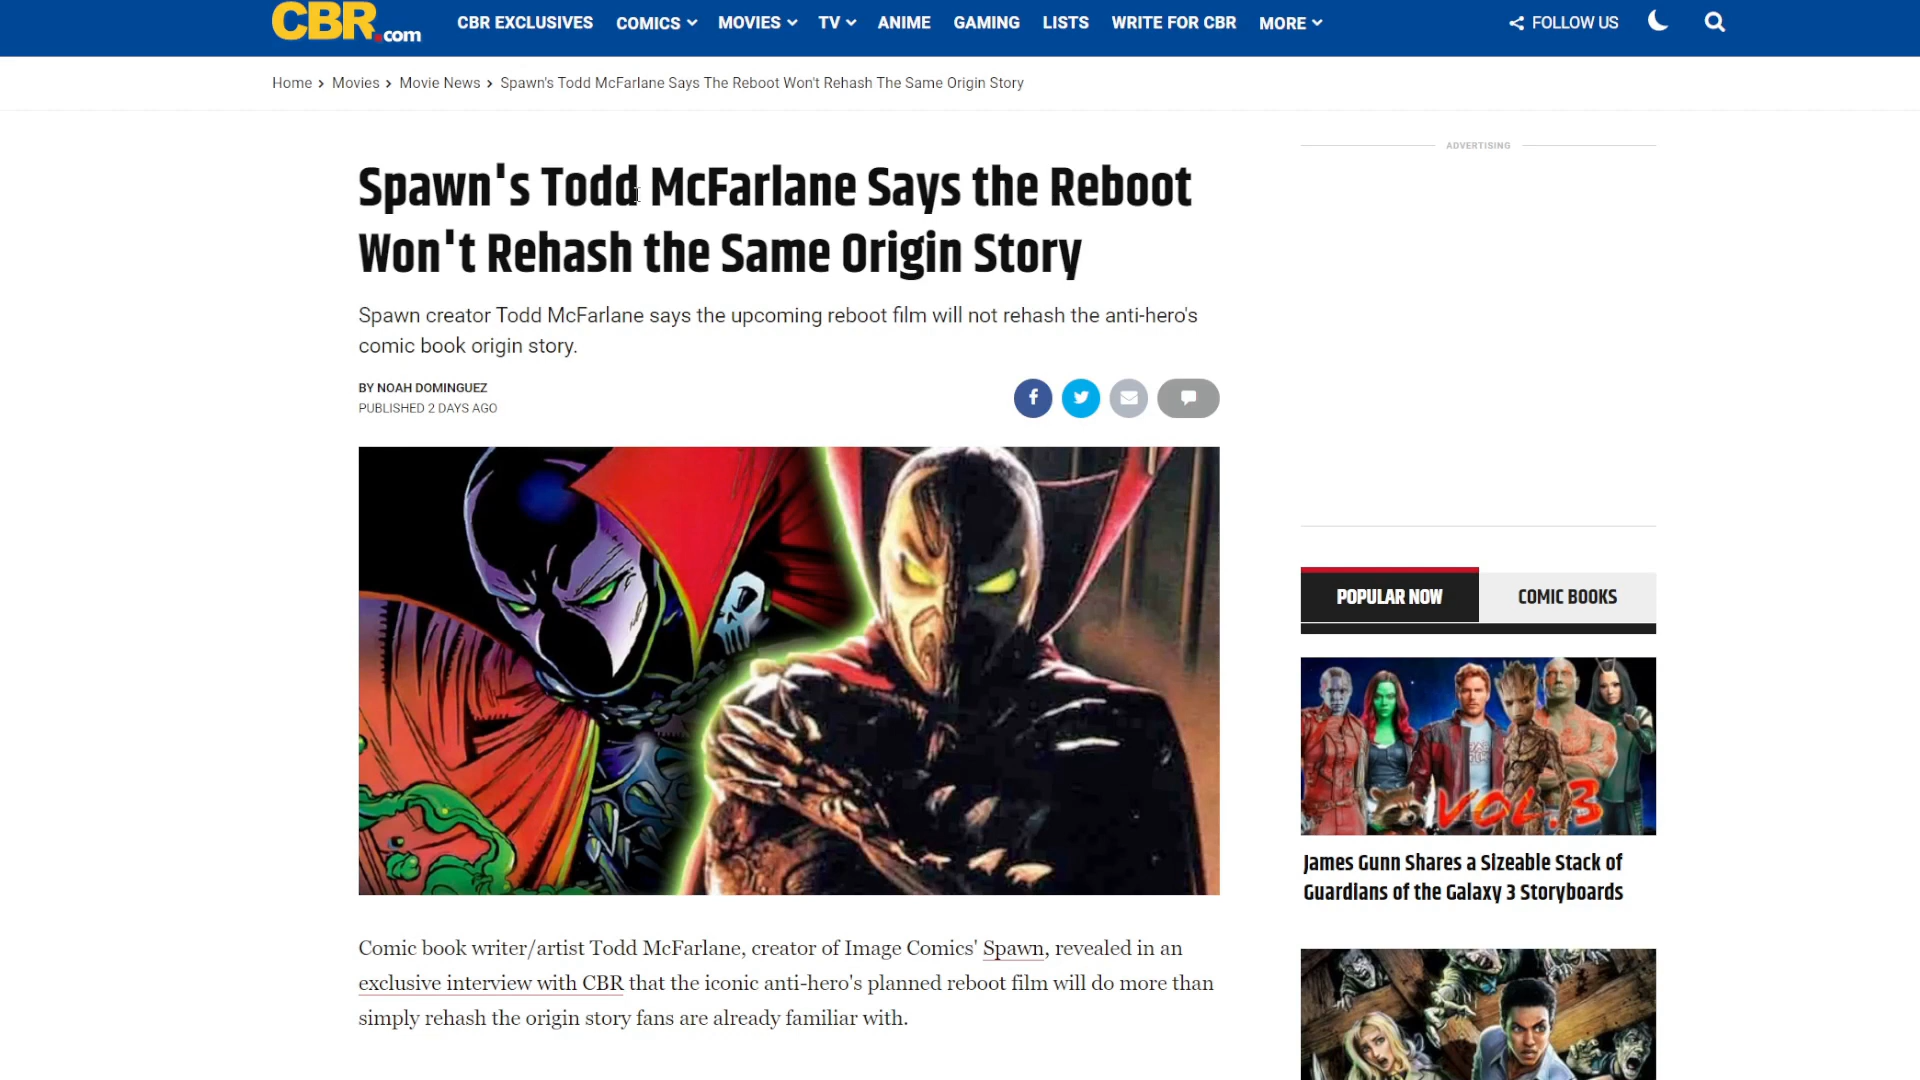 CBR.com
CBR EXCLUSIVES COMICS MOVIES TV ANIME GAMING LISTS WRITE FOR CBR MORE FOLLOW US
Home > Movies > Movie News > Spawn's Todd McFarlane Says The Reboot Won't Rehash The Same Origin Story
ADVERTISING
Spawn's Todd McFarlane Says the Reboot
Won't Rehash the Same Origin Story
Spawn creator Todd McFarlane says the upcoming reboot film will not rehash the anti-hero's
comic book origin story.
BY NOAH DOMINGUEZ
PUBLISHED 2 DAYS AGO
POPULAR NOW COMIC BOOKS
VOL.3
James Gunn Shares a Sizeable Stack of
Guardians of the Galaxy 3 Storyboards
Comic book writer/artist Todd McFarlane, creator of Image Comics' Spawn, revealed in an
exclusive interview with CBR that the iconic anti-hero's planned reboot film will do more than
simply rehash the origin story fans are already familiar with.